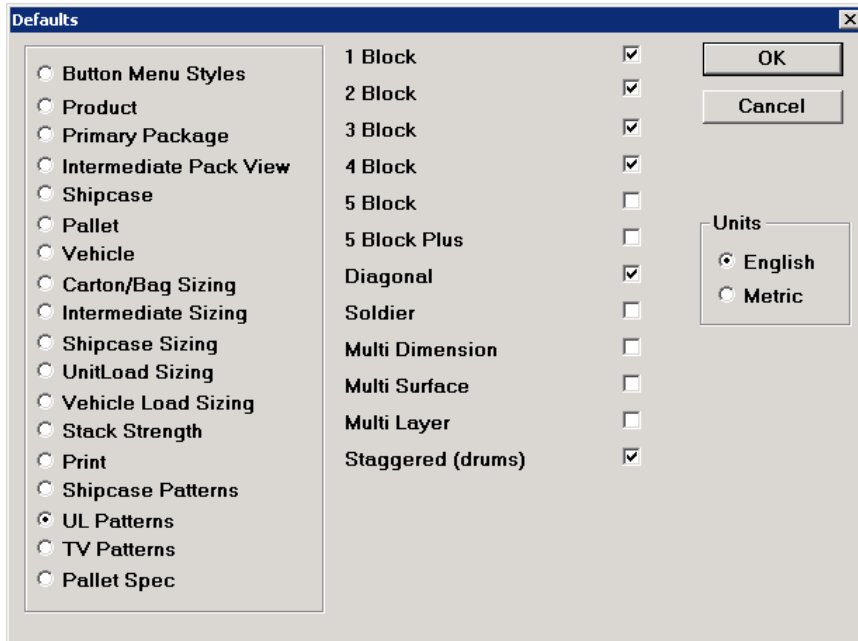 Defaults
Button Menu Styles
Product
Primary Package
Intermediate Pack View
Shipcase
Pallet
Vehicle
Carton/Bag Sizing
Intermediate Sizing
Shipcase Sizing
UnitLoad Sizing
Vehicle Load Sizing
Stack Strength
Print
Shipcase Patterns
UL Patterns
TV Patterns
Pallet Spec
1 Block
2 Block
3 Block
4 Block
5 Block
5 Block Plus
Diagonal
Soldier
Multi Dimension
Multi Surface
Multi Layer
Staggered (drums)
OK
Cancel
Units
English
Metric